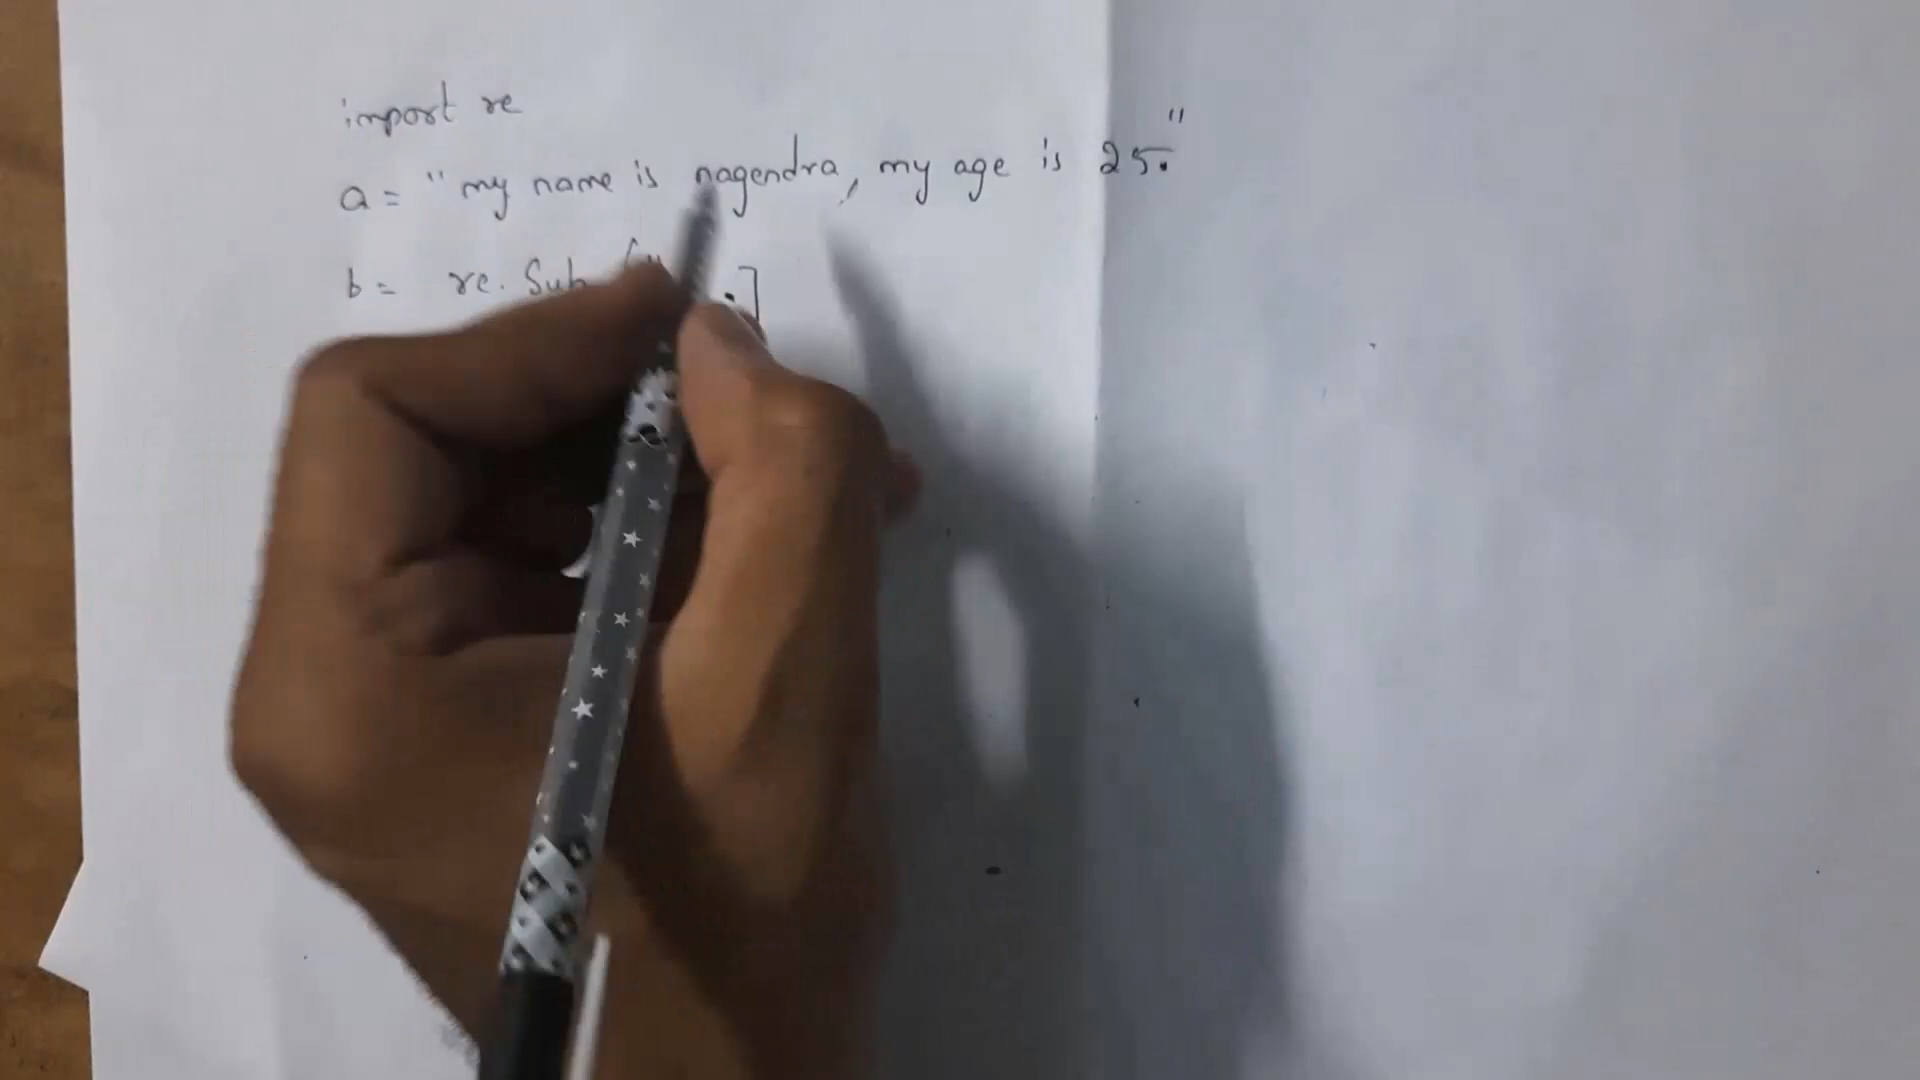 import re
a = "my name is nagendra, my age is 25."
b = re. Sub ("  .]